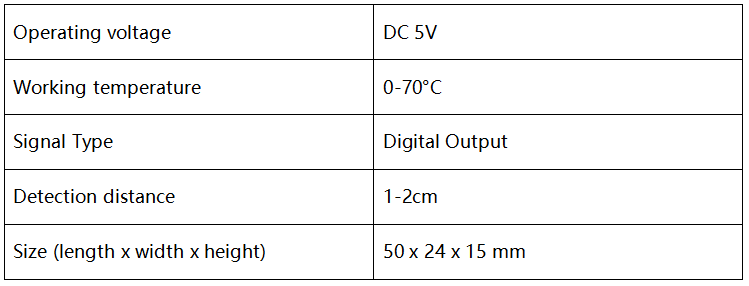 Operating voltage DC 5V
Working temperature 0-70°C
Signal Type Digital Output
Detection distance 1-2cm
Size (length x width x height) 50 x 24 x 15 mm